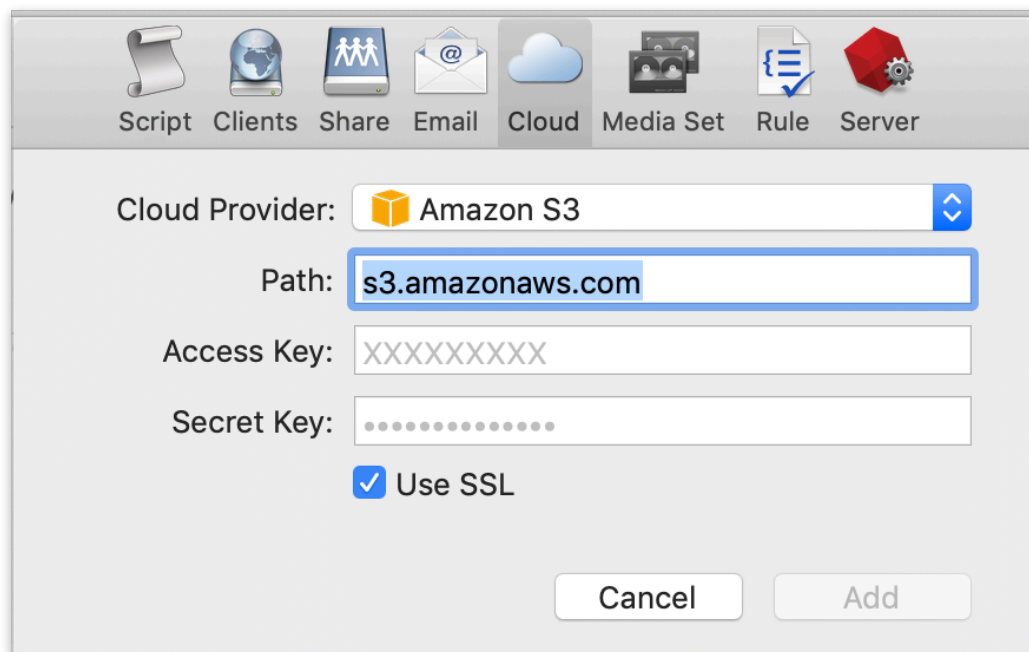 Script Clients Share Email Cloud Media Set Rule Server
Cloud Provider: Amazon S3
Path: s3.amazonaws.com
Access Key: XXXXXXXXX
Secret Key: ••••••••••••••
Use SSL
Cancel Add